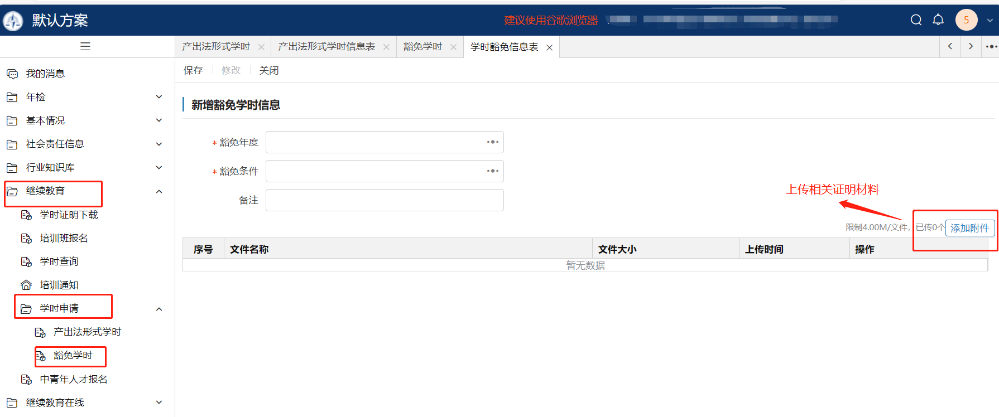 默认方案
建议使用谷歌浏览器
5
产出法形式学时
产出法形式学时信息表
豁免学时
学时豁免信息表
保存
修改
关闭
我的消息
年检
基本情况
社会责任信息
行业知识库
继续教育
学时证明下载
培训班报名
学时查询
培训通知
学时申请
产出法形式学时
豁免学时
中青年人才报名
继续教育在线
新增豁免学时信息
* 豁免年度
* 豁免条件
备注
上传相关证明材料
限制4.00M/文件，已传0个
添加附件
序号 文件名称 文件大小 上传时间 操作
暂无数据